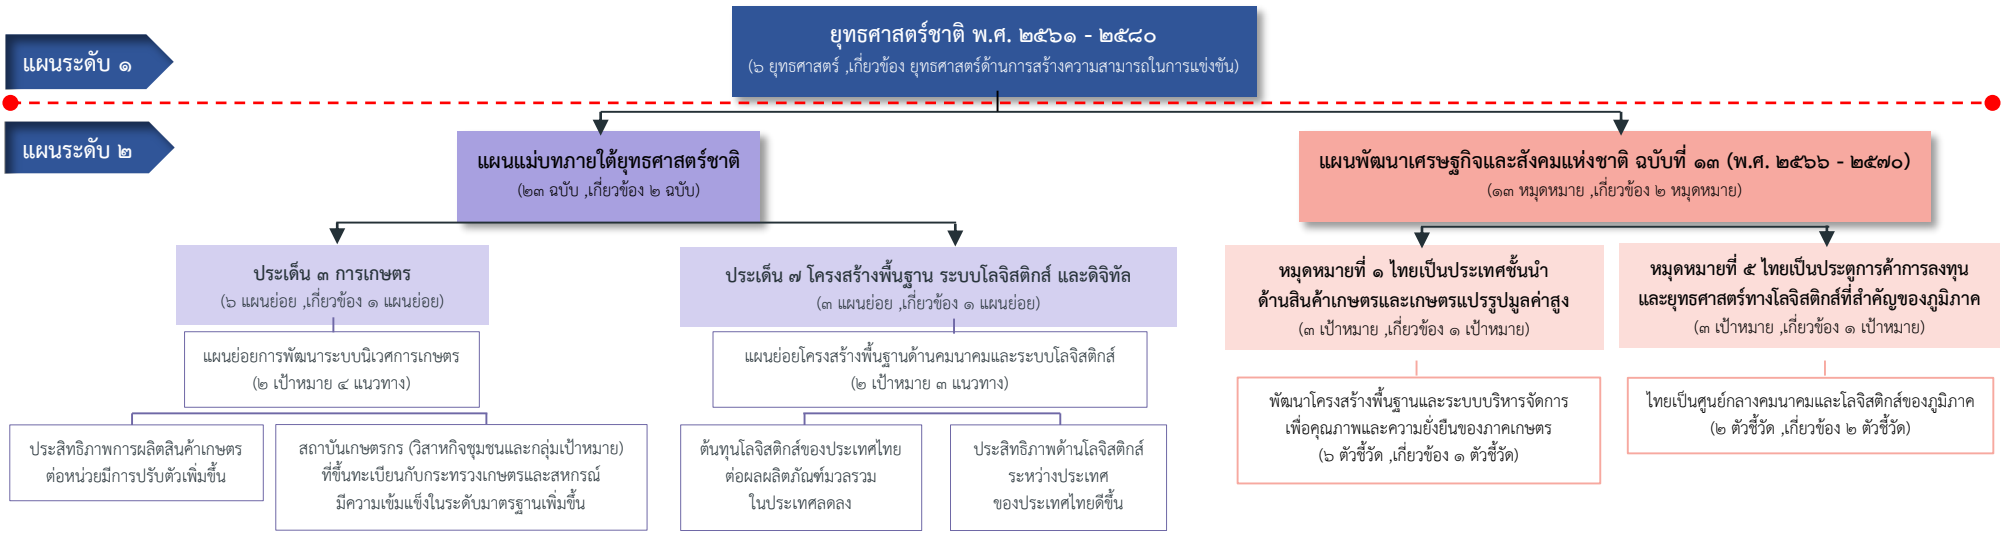 แผนระดับ ๑
ยุทธศาสตร์ชาติ พ.ศ. ๒๕๖๑ - ๒๕๘๐
(๖ ยุทธศาสตร์ ,เกี่ยวข้อง ยุทธศาสตร์ด้านการสร้างความสามารถในการแข่งขัน)
แผนระดับ ๒
แผนแม่บทภายใต้ยุทธศาสตร์ชาติ
(๒๓ ฉบับ ,เกี่ยวข้อง ๒ ฉบับ)
แผนพัฒนาเศรษฐกิจและสังคมแห่งชาติ ฉบับที่ ๑๓ (พ.ศ. ๒๕๖๖ - ๒๕๗๐)
(๑๓ หมุดหมาย ,เกี่ยวข้อง ๒ หมุดหมาย)
ประเด็น ๓ การเกษตร
(๖ แผนย่อย ,เกี่ยวข้อง ๑ แผนย่อย)
แผนย่อยการพัฒนาระบบนิเวศการเกษตร
(๒ เป้าหมาย ๔ แนวทาง)
ประสิทธิภาพการผลิตสินค้าเกษตร
ต่อหน่วยมีการปรับตัวเพิ่มขึ้น
สถาบันเกษตรกร (วิสาหกิจชุมชนและกลุ่มเป้าหมาย)
ที่ขึ้นทะเบียนกับกระทรวงเกษตรและสหกรณ์
มีความเข้มแข็งในระดับมาตรฐานเพิ่มขึ้น
ประเด็น ๗ โครงสร้างพื้นฐาน ระบบโลจิสติกส์ และดิจิทัล
(๓ แผนย่อย ,เกี่ยวข้อง ๑ แผนย่อย)
แผนย่อยโครงสร้างพื้นฐานด้านคมนาคมและระบบโลจิสติกส์
(๒ เป้าหมาย ๓ แนวทาง)
ต้นทุนโลจิสติกส์ของประเทศไทย
ต่อผลผลิตภัณฑ์มวลรวม
ในประเทศลดลง
ประสิทธิภาพด้านโลจิสติกส์
ระหว่างประเทศ
ของประเทศไทยดีขึ้น
หมุดหมายที่ ๑ ไทยเป็นประเทศชั้นนำ
ด้านสินค้าเกษตรและเกษตรแปรรูปมูลค่าสูง
(๓ เป้าหมาย ,เกี่ยวข้อง ๑ เป้าหมาย)
พัฒนาโครงสร้างพื้นฐานและระบบบริหารจัดการ
เพื่อคุณภาพและความยั่งยืนของภาคเกษตร
(๖ ตัวชี้วัด ,เกี่ยวข้อง ๑ ตัวชี้วัด)
หมุดหมายที่ ๕ ไทยเป็นประตูการค้าการลงทุน
และยุทธศาสตร์ทางโลจิสติกส์ที่สำคัญของภูมิภาค
(๓ เป้าหมาย ,เกี่ยวข้อง ๑ เป้าหมาย)
ไทยเป็นศูนย์กลางคมนาคมและโลจิสติกส์ของภูมิภาค
(๒ ตัวชี้วัด ,เกี่ยวข้อง ๒ ตัวชี้วัด)